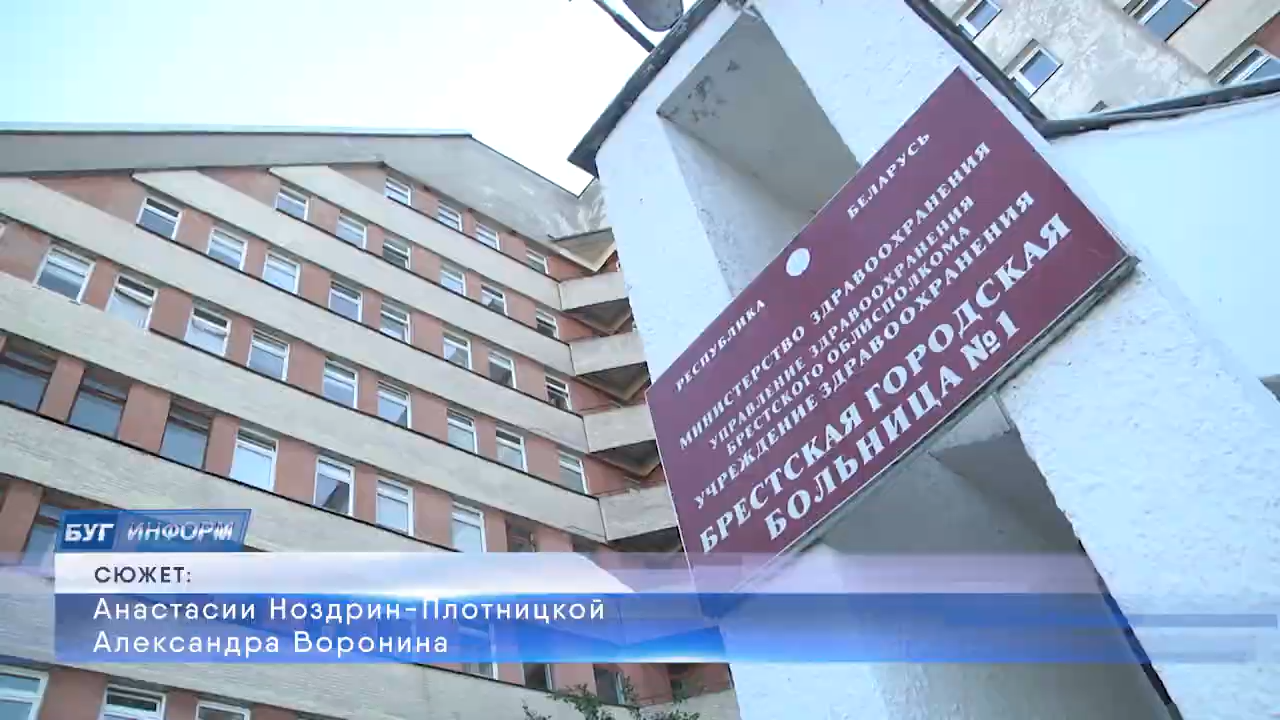 РЕСПУБЛИКА БЕЛАРУСЬ
МИНИСТЕРСТВО ЗДРАВООХРАНЕНИЯ
УПРАВЛЕНИЕ ЗДРАВООХРАНЕНИЯ
БРЕСТСКОГО ОБЛИСПОЛКОМА
УЧРЕЖДЕНИЕ ЗДРАВООХРАНЕНИЯ
БРЕСТСКАЯ ГОРОДСКАЯ
БОЛЬНИЦА №1
БУГ ИНФОРМ
СЮЖЕТ:
Анастасии Ноздрин-Плотницкой
Александра Воронина